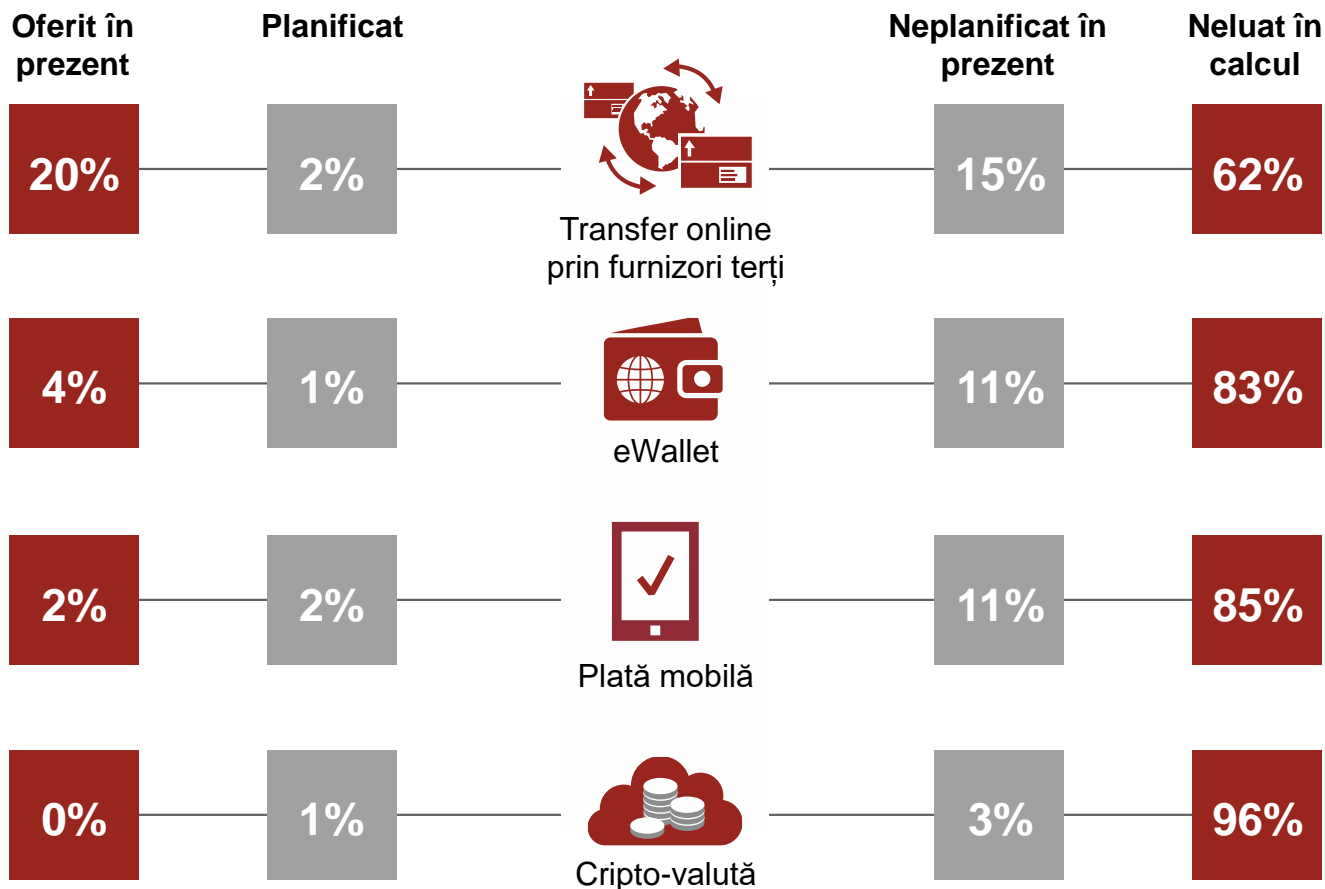 Oferit în
prezent
Planificat
Neplanificat în
prezent
Neluat în
calcul
20%
2%
15%
62%
Transfer online
prin furnizori terți
4%
1%
11%
83%
eWallet
2%
2%
11%
85%
Plată mobilă
0%
1%
3%
96%
Cripto-valută